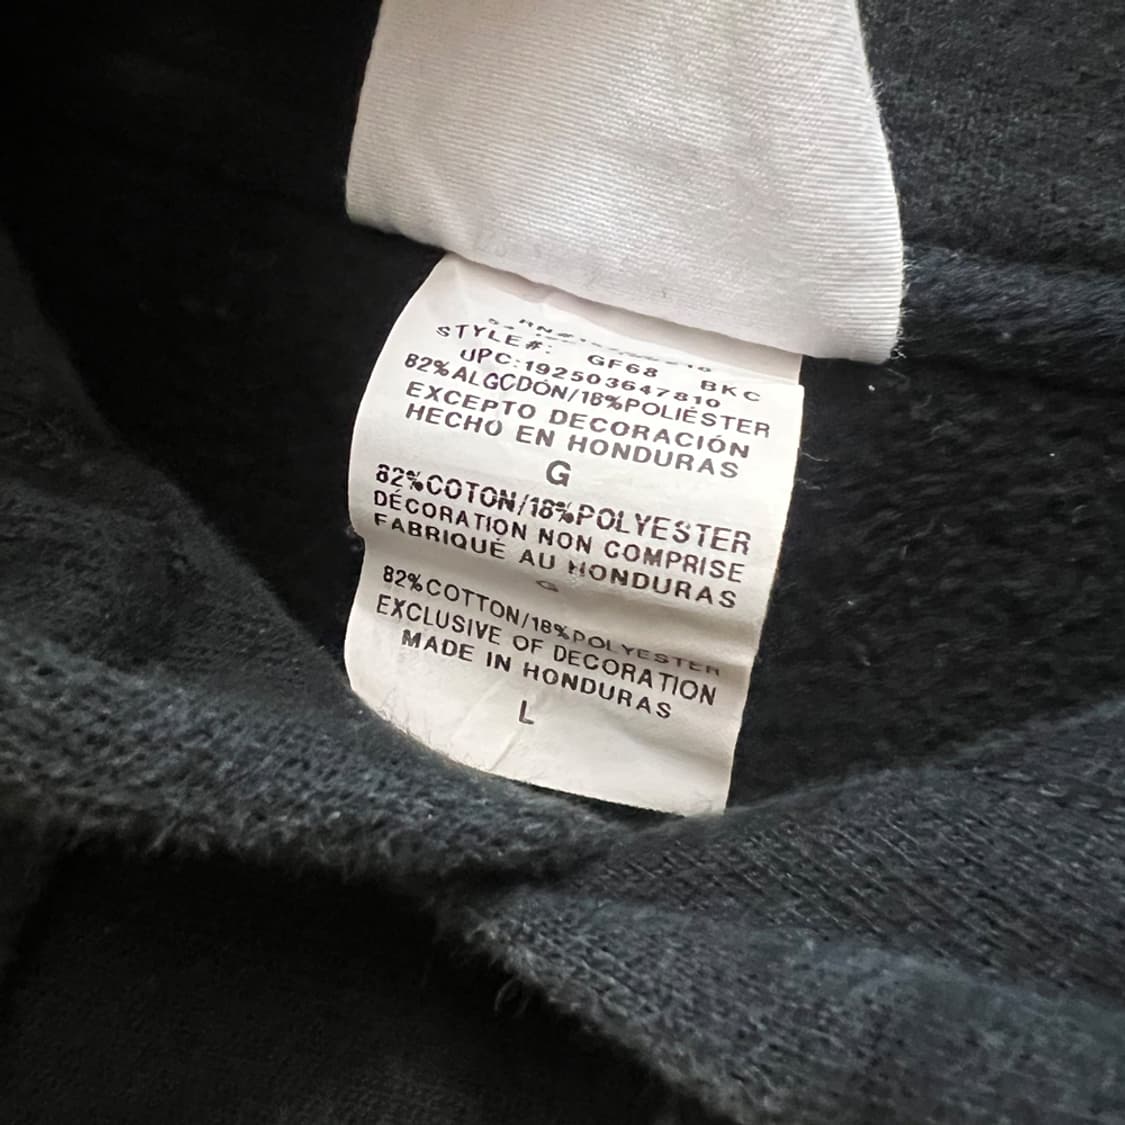 STYLE#: GF68 BKC
UPC:192503647810
82%ALGODÓN/18%POLIÉSTER
EXCEPTO DECORACIÓN
HECHO EN HONDURAS
G
82%COTON/18%POLYESTER
DÉCORATION NON COMPRISE
FABRIQUÉ AU HONDURAS
G
82%COTTON/18%POLYESTER
EXCLUSIVE OF DECORATION
MADE IN HONDURAS
L